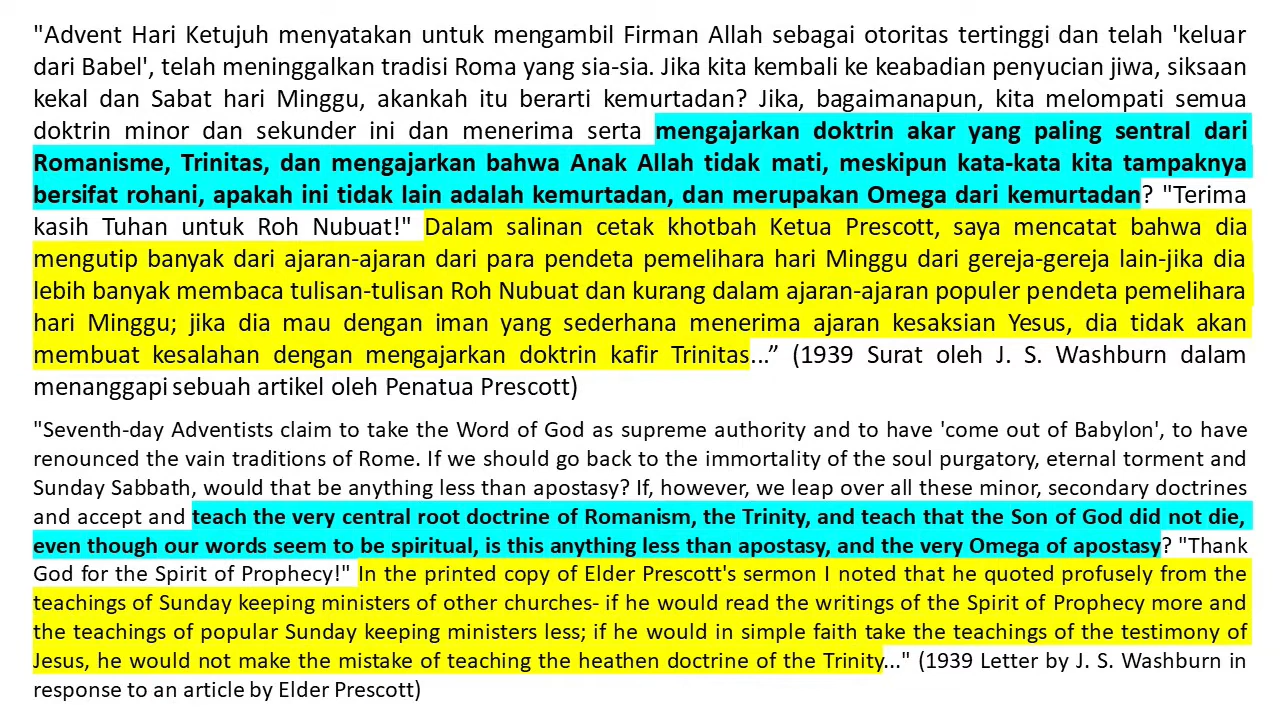 "Advent Hari Ketujuh menyatakan untuk mengambil Firman Allah sebagai otoritas tertinggi dan telah 'keluar
dari Babel', telah meninggalkan tradisi Roma yang sia-sia. Jika kita kembali ke keabadian penyucian jiwa, siksaan
kekal dan Sabat hari Minggu, akankah itu berarti kemurtadan? Jika, bagaimanapun, kita melompati semua
doktrin minor dan sekunder ini dan menerima serta mengajarkan doktrin akar yang paling sentral dari
Romanisme, Trinitas, dan mengajarkan bahwa Anak Allah tidak mati, meskipun kata-kata kita tampaknya
bersifat rohani, apakah ini tidak lain adalah kemurtadan, dan merupakan Omega dari kemurtadan? "Terima
kasih Tuhan untuk Roh Nubuat!" Dalam salinan cetak khotbah Ketua Prescott, saya mencatat bahwa dia
mengutip banyak dari ajaran-ajaran dari para pendeta pemelihara hari Minggu dari gereja-gereja lain-jika dia
lebih banyak membaca tulisan-tulisan Roh Nubuat dan kurang dalam ajaran-ajaran populer pendeta pemelihara
hari Minggu; jika dia mau dengan iman yang sederhana menerima ajaran kesaksian Yesus, dia tidak akan
membuat kesalahan dengan mengajarkan doktrin kafir Trinitas...” (1939 Surat oleh J. S. Washburn dalam
menanggapi sebuah artikel oleh Penatua Prescott)
"Seventh-day Adventists claim to take the Word of God as supreme authority and to have 'come out of Babylon', to have
renounced the vain traditions of Rome. If we should go back to the immortality of the soul purgatory, eternal torment and
Sunday Sabbath, would that be anything less than apostasy? If, however, we leap over all these minor, secondary doctrines
and accept and teach the very central root doctrine of Romanism, the Trinity, and teach that the Son of God did not die,
even though our words seem to be spiritual, is this anything less than apostasy, and the very Omega of apostasy? "Thank
God for the Spirit of Prophecy!" In the printed copy of Elder Prescott's sermon I noted that he quoted profusely from the
teachings of Sunday keeping ministers of other churches- if he would read the writings of the Spirit of Prophecy more and
the teachings of popular Sunday keeping ministers less; if he would in simple faith take the teachings of the testimony of
Jesus, he would not make the mistake of teaching the heathen doctrine of the Trinity..." (1939 Letter by J. S. Washburn in
response to an article by Elder Prescott)